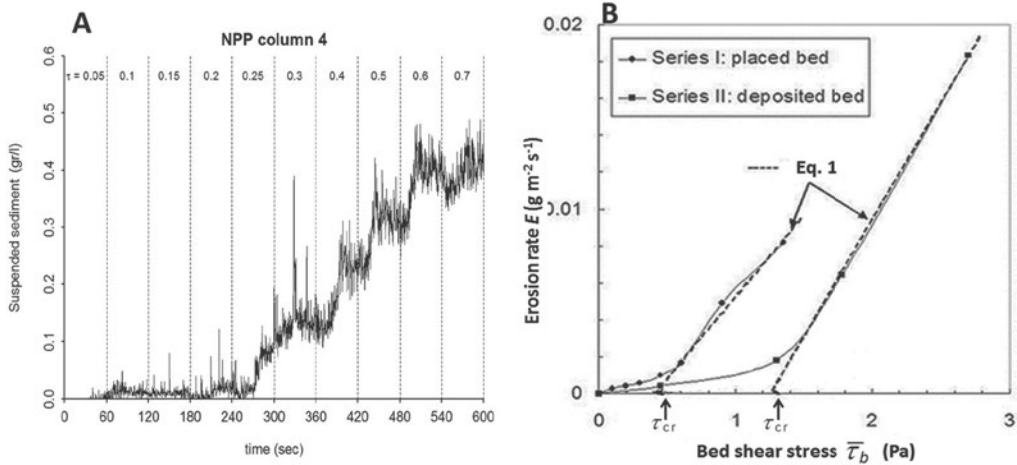 A
NPP column 4
τ = 0.05 0.1 0.15 0.2 0.25 0.3 0.4 0.5 0.6 0.7
Suspended sediment (gr/l)
0.6
0.5
0.4
0.3
0.2
0.1
0.0
0 60 120 180 240 300 360 420 480 540 600
time (sec)
B
Series I: placed bed
Series II: deposited bed
Eq. 1
Erosion rate E (g m-2 s-1)
0.02
0.01
0
0 1 2 3
τcr τcr
Bed shear stress τ̅b (Pa)